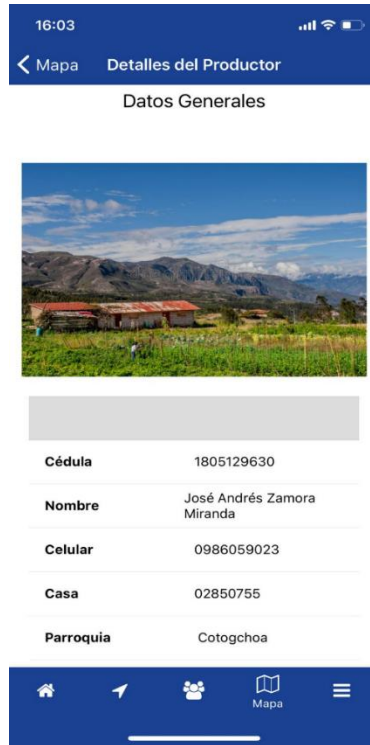 16:03
Mapa Detalles del Productor
Datos Generales
Cédula 1805129630
Nombre José Andrés Zamora
Miranda
Celular 0986059023
Casa 02850755
Parroquia Cotogchoa
Mapa